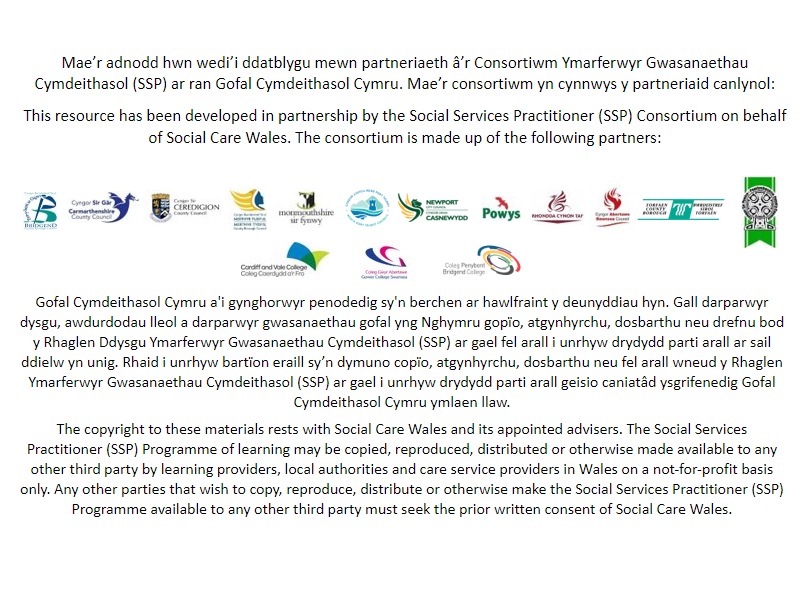 Mae’r adnodd hwn wedi’i ddatblygu mewn partneriaeth â’r Consortiwm Ymarferwyr Gwasanaethau
Cymdeithasol (SSP) ar ran Gofal Cymdeithasol Cymru. Mae’r consortiwm yn cynnwys y partneriaid canlynol:
This resource has been developed in partnership by the Social Services Practitioner (SSP) Consortium on behalf
of Social Care Wales. The consortium is made up of the following partners:
BRIDGEND
Cyngor Sir Gâr
Carmarthenshire
County Council
Cyngor Sir
CEREDIGION
County Council
monmouthshire
sir fynwy
NEWPORT
CITY COUNCIL
CASNEWYDD
Powys
RHONDDA CYNON TAF
Cyngor Abertawe
Swansea Council
TORFAEN
COUNTY
BOROUGH
BWRDEISTREF
SIROL
TORFAEN
Cardiff and Vale College
Coleg Caerdydd a'r Fro
Coleg Gŵyr Abertawe
Gower College Swansea
Coleg Penybont
Bridgend College
Gofal Cymdeithasol Cymru a'i gynghorwyr penodedig sy'n berchen ar hawlfraint y deunyddiau hyn. Gall darparwyr
dysgu, awdurdodau lleol a darparwyr gwasanaethau gofal yng Nghymru gopïo, atgynhyrchu, dosbarthu neu drefnu bod
y Rhaglen Ddysgu Ymarferwyr Gwasanaethau Cymdeithasol (SSP) ar gael fel arall i unrhyw drydydd parti arall ar sail
ddielw yn unig. Rhaid i unrhyw bartïon eraill sy’n dymuno copïo, atgynhyrchu, dosbarthu neu fel arall wneud y Rhaglen
Ymarferwyr Gwasanaethau Cymdeithasol (SSP) ar gael i unrhyw drydydd parti arall geisio caniatâd ysgrifenedig Gofal
Cymdeithasol Cymru ymlaen llaw.
The copyright to these materials rests with Social Care Wales and its appointed advisers. The Social Services
Practitioner (SSP) Programme of learning may be copied, reproduced, distributed or otherwise made available to any
other third party by learning providers, local authorities and care service providers in Wales on a not-for-profit basis
only. Any other parties that wish to copy, reproduce, distribute or otherwise make the Social Services Practitioner (SSP)
Programme available to any other third party must seek the prior written consent of Social Care Wales.